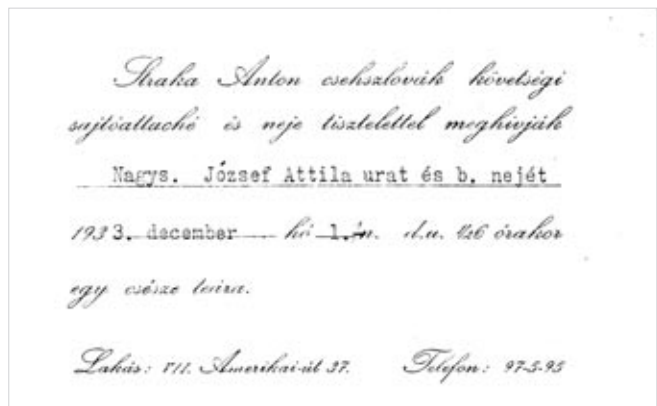 Straka Anton csehszlovák követségi
sajtóattaché és neje tisztelettel meghívják
Nagys. József Attila urat és b. nejét
1933. december hó 1.-n. d.u. ½6 órakor
egy csésze teára.
Lakás: VII. Amerikai-út 37. Telefon: 97-5-95